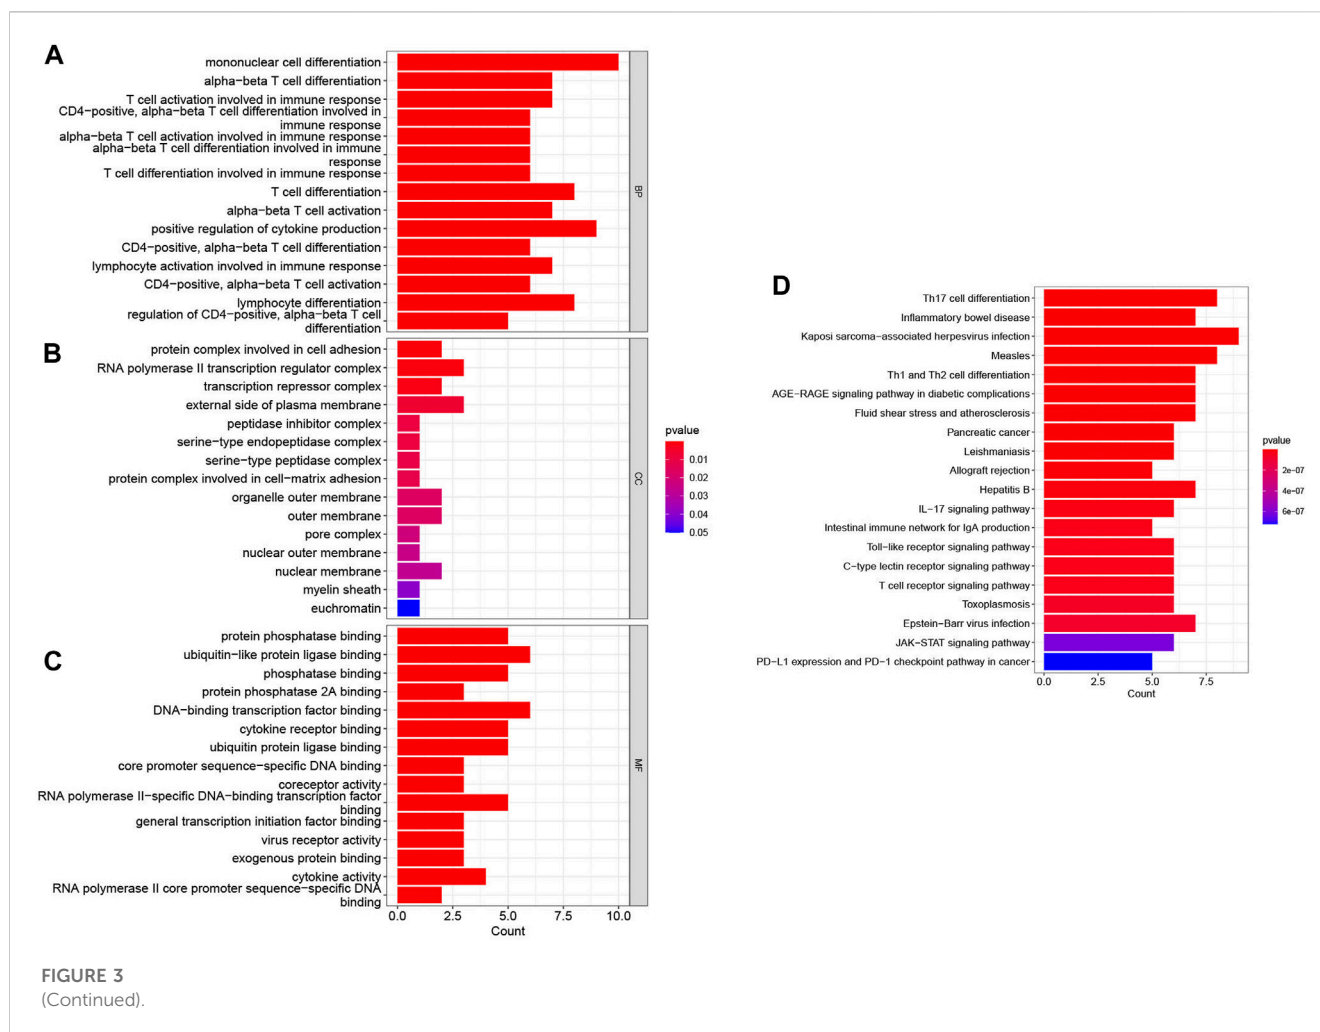 A
mononuclear cell differentiation
alpha−beta T cell differentiation
T cell activation involved in immune response
CD4−positive, alpha−beta T cell differentiation involved in
immune response
alpha−beta T cell activation involved in immune response
alpha−beta T cell differentiation involved in immune
response
T cell differentiation involved in immune response
T cell differentiation
alpha−beta T cell activation
positive regulation of cytokine production
CD4−positive, alpha−beta T cell differentiation
lymphocyte activation involved in immune response
CD4−positive, alpha−beta T cell activation
lymphocyte differentiation
regulation of CD4−positive, alpha−beta T cell
differentiation
BP
B
protein complex involved in cell adhesion
RNA polymerase II transcription regulator complex
transcription repressor complex
external side of plasma membrane
peptidase inhibitor complex
serine−type endopeptidase complex
serine−type peptidase complex
protein complex involved in cell−matrix adhesion
organelle outer membrane
outer membrane
pore complex
nuclear outer membrane
nuclear membrane
myelin sheath
euchromatin
CC
C
protein phosphatase binding
ubiquitin−like protein ligase binding
phosphatase binding
protein phosphatase 2A binding
DNA−binding transcription factor binding
cytokine receptor binding
ubiquitin protein ligase binding
core promoter sequence−specific DNA binding
coreceptor activity
RNA polymerase II−specific DNA−binding transcription factor
binding
general transcription initiation factor binding
virus receptor activity
exogenous protein binding
cytokine activity
RNA polymerase II core promoter sequence−specific DNA
binding
MF
0.0 2.5 5.0 7.5 10.0
Count
pvalue
0.01
0.02
0.03
0.04
0.05
D
Th17 cell differentiation
Inflammatory bowel disease
Kaposi sarcoma−associated herpesvirus infection
Measles
Th1 and Th2 cell differentiation
AGE−RAGE signaling pathway in diabetic complications
Fluid shear stress and atherosclerosis
Pancreatic cancer
Leishmaniasis
Allograft rejection
Hepatitis B
IL−17 signaling pathway
Intestinal immune network for IgA production
Toll−like receptor signaling pathway
C−type lectin receptor signaling pathway
T cell receptor signaling pathway
Toxoplasmosis
Epstein−Barr virus infection
JAK−STAT signaling pathway
PD−L1 expression and PD−1 checkpoint pathway in cancer
0.0 2.5 5.0 7.5
Count
pvalue
2e−07
4e−07
6e−07
FIGURE 3
(Continued).